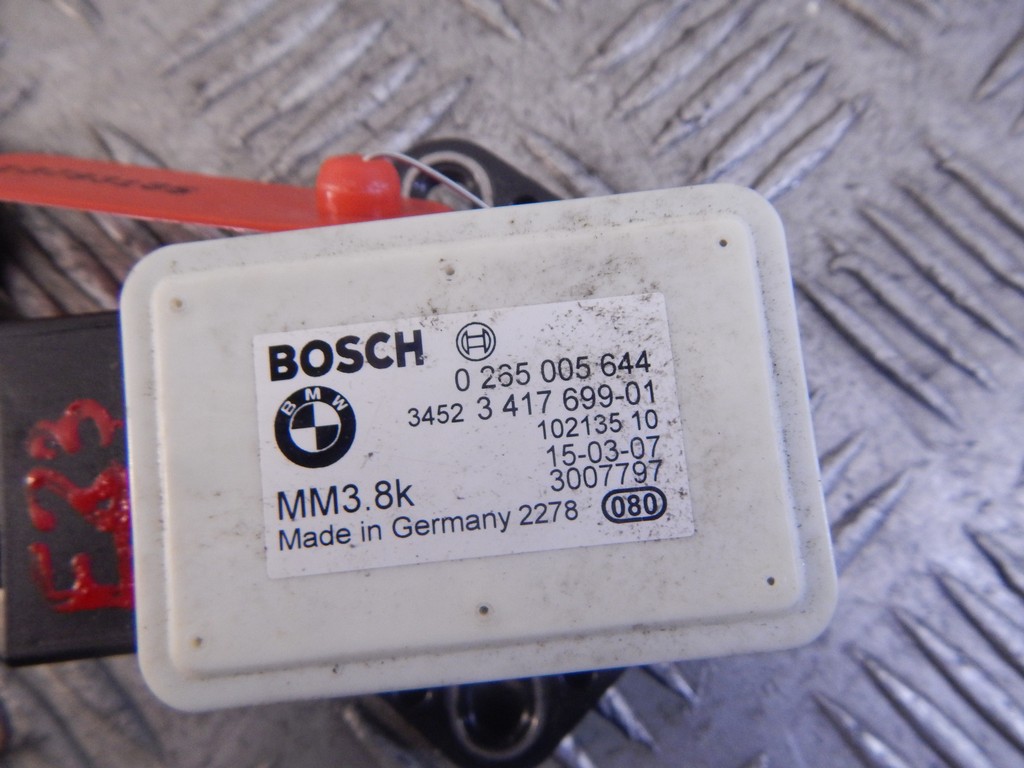 BOSCH
0 265 005 644
BMW
3452 3 417 699-01
102135 10
15-03-07
3007797
MM3.8k
Made in Germany 2278 080
E23